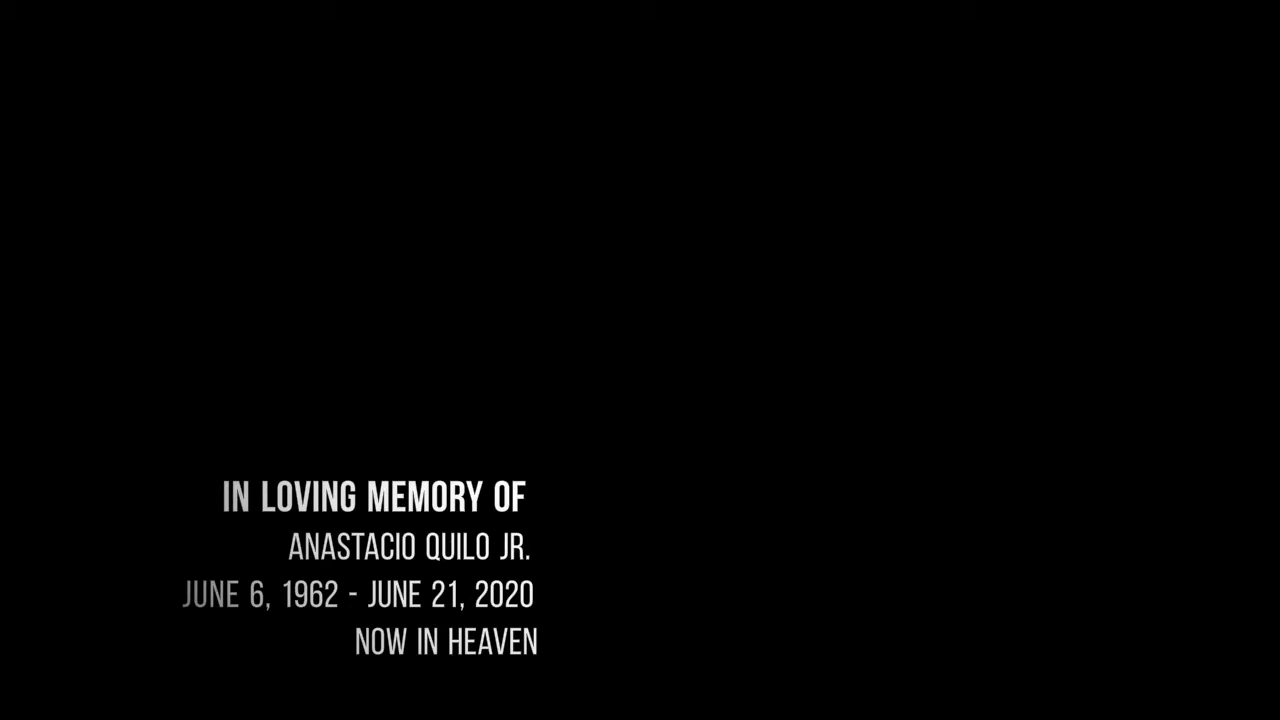 IN LOVING MEMORY OF
ANASTACIO QUILO JR.
JUNE 6, 1962 - JUNE 21, 2020
NOW IN HEAVEN